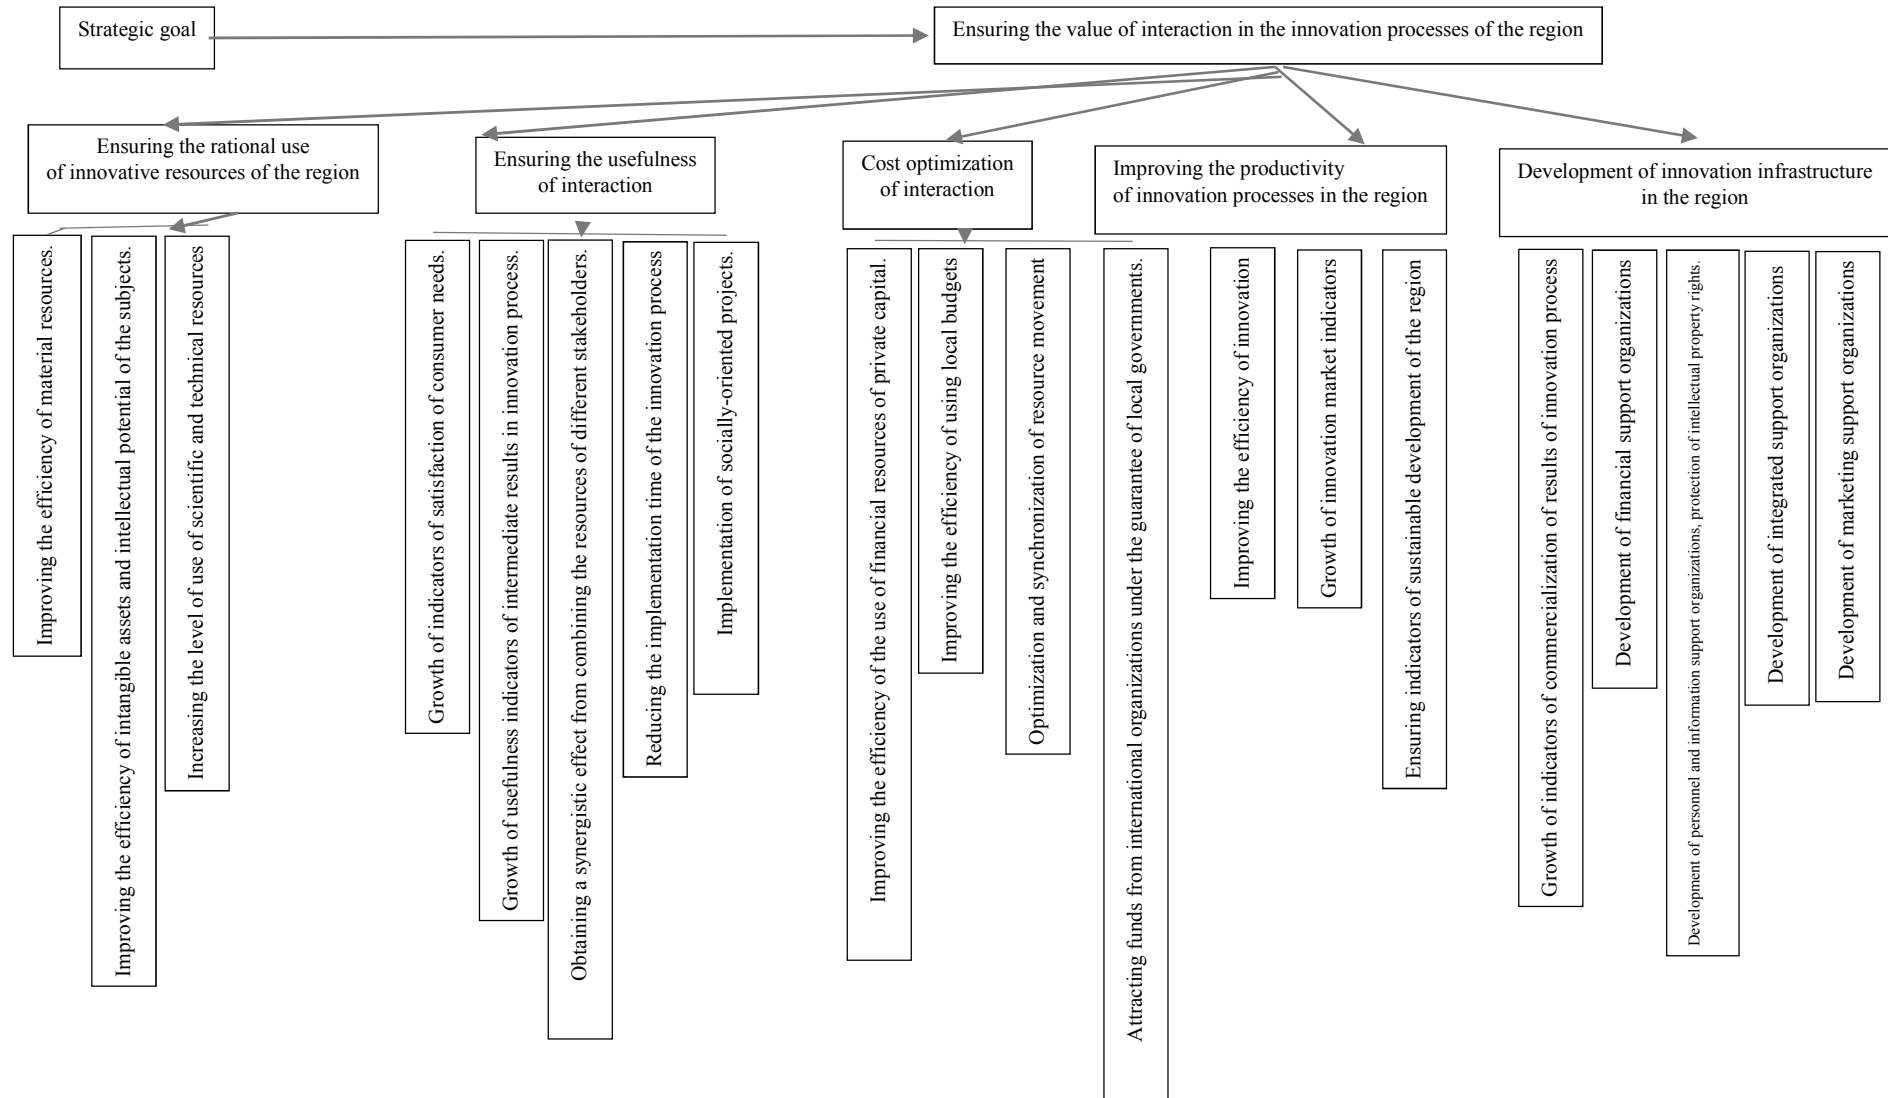 Strategic goal
Ensuring the value of interaction in the innovation processes of the region
Ensuring the rational use
of innovative resources of the region
Ensuring the usefulness
of interaction
Cost optimization
of interaction
Improving the productivity
of innovation processes in the region
Development of innovation infrastructure
in the region
Improving the efficiency of material resources.
Improving the efficiency of intangible assets and intellectual potential of the subjects.
Increasing the level of use of scientific and technical resources
Growth of indicators of satisfaction of consumer needs.
Growth of usefulness indicators of intermediate results in innovation process.
Obtaining a synergistic effect from combining the resources of different stakeholders.
Reducing the implementation time of the innovation process
Implementation of socially-oriented projects.
Improving the efficiency of the use of financial resources of private capital.
Improving the efficiency of using local budgets
Optimization and synchronization of resource movement
Attracting funds from international organizations under the guarantee of local governments.
Improving the efficiency of innovation
Growth of innovation market indicators
Ensuring indicators of sustainable development of the region
Growth of indicators of commercialization of results of innovation process
Development of financial support organizations
Development of personnel and information support organizations, protection of intellectual property rights.
Development of integrated support organizations
Development of marketing support organizations